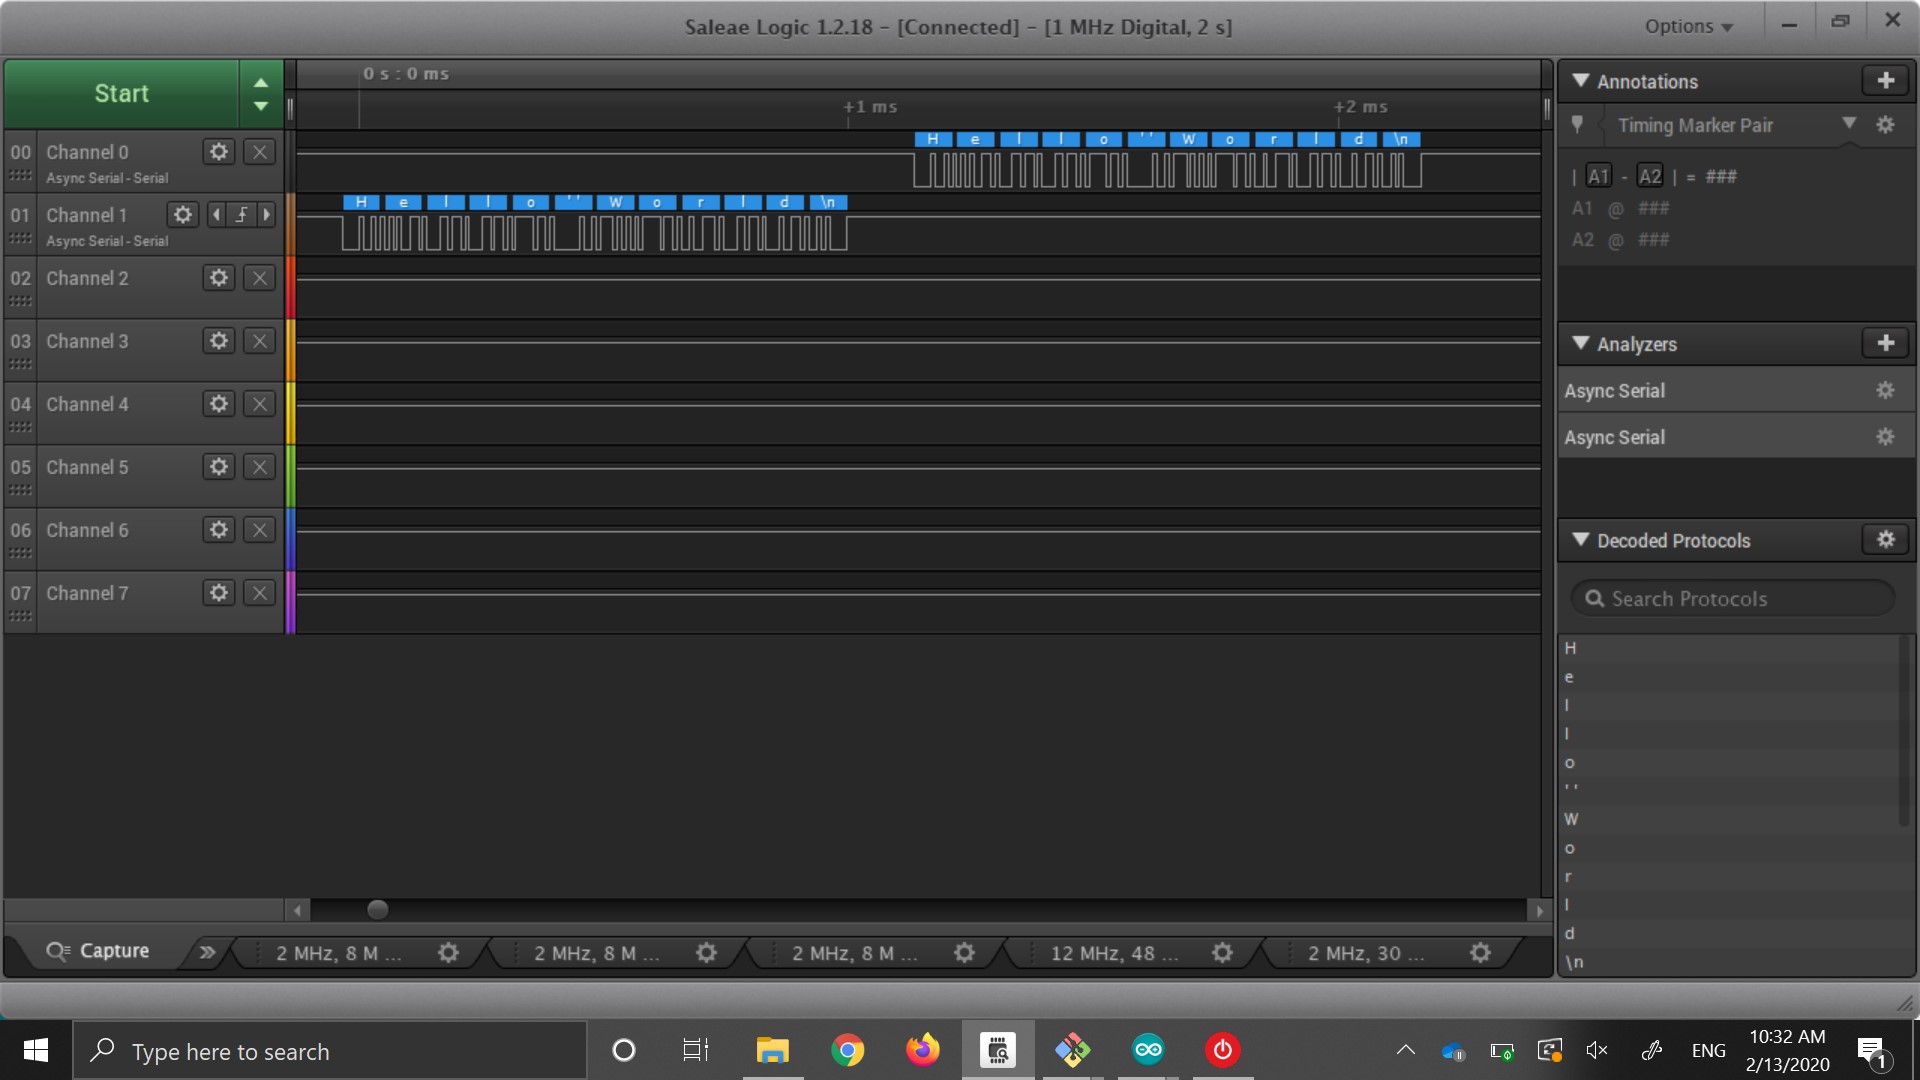 Saleae Logic 1.2.18 - [Connected] - [1 MHz Digital, 2 s]
Options
Start
0 s : 0 ms
+1 ms
+2 ms
00 Channel 0
Async Serial - Serial
H e l l o ' ' W o r l d \n
01 Channel 1
Async Serial - Serial
H e l l o ' ' W o r l d \n
02 Channel 2
03 Channel 3
04 Channel 4
05 Channel 5
06 Channel 6
07 Channel 7
Annotations
Timing Marker Pair
| A1 - A2 | = ###
A1 @ ###
A2 @ ###
Analyzers
Async Serial
Async Serial
Decoded Protocols
Search Protocols
H
e
l
l
o
' '
W
o
r
l
d
\n
Capture
2 MHz, 8 M ...
2 MHz, 8 M ...
2 MHz, 8 M ...
12 MHz, 48 ...
2 MHz, 30 ...
Type here to search
ENG
10:32 AM
2/13/2020
1